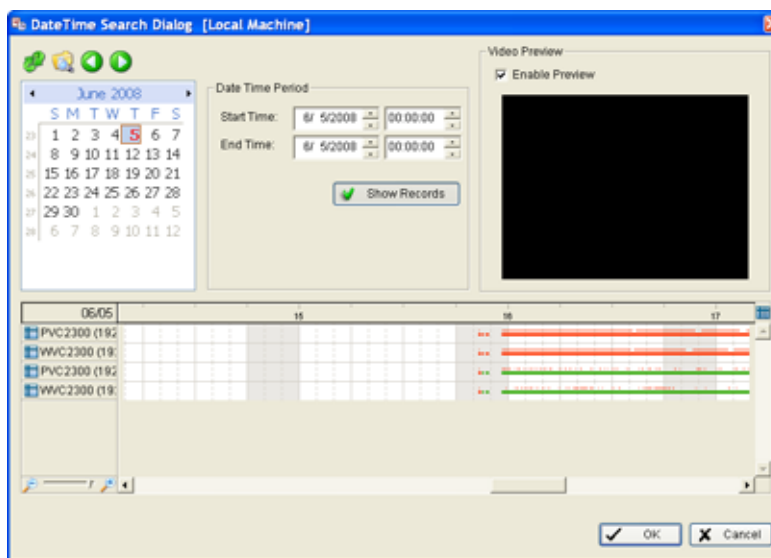 DateTime Search Dialog [Local Machine]
Video Preview
Enable Preview
June 2008
S M T W T F S
23 1 2 3 4 5 6 7
24 8 9 10 11 12 13 14
25 15 16 17 18 19 20 21
26 22 23 24 25 26 27 28
27 29 30 1 2 3 4 5
28 6 7 8 9 10 11 12
Date Time Period
Start Time: 6/ 5/2008 00:00:00
End Time: 6/ 5/2008 00:00:00
Show Records
06/05 15 16 17
PVC2300 (192
WVC2300 (19:
PVC2300 (192
WVC2300 (19:
OK Cancel